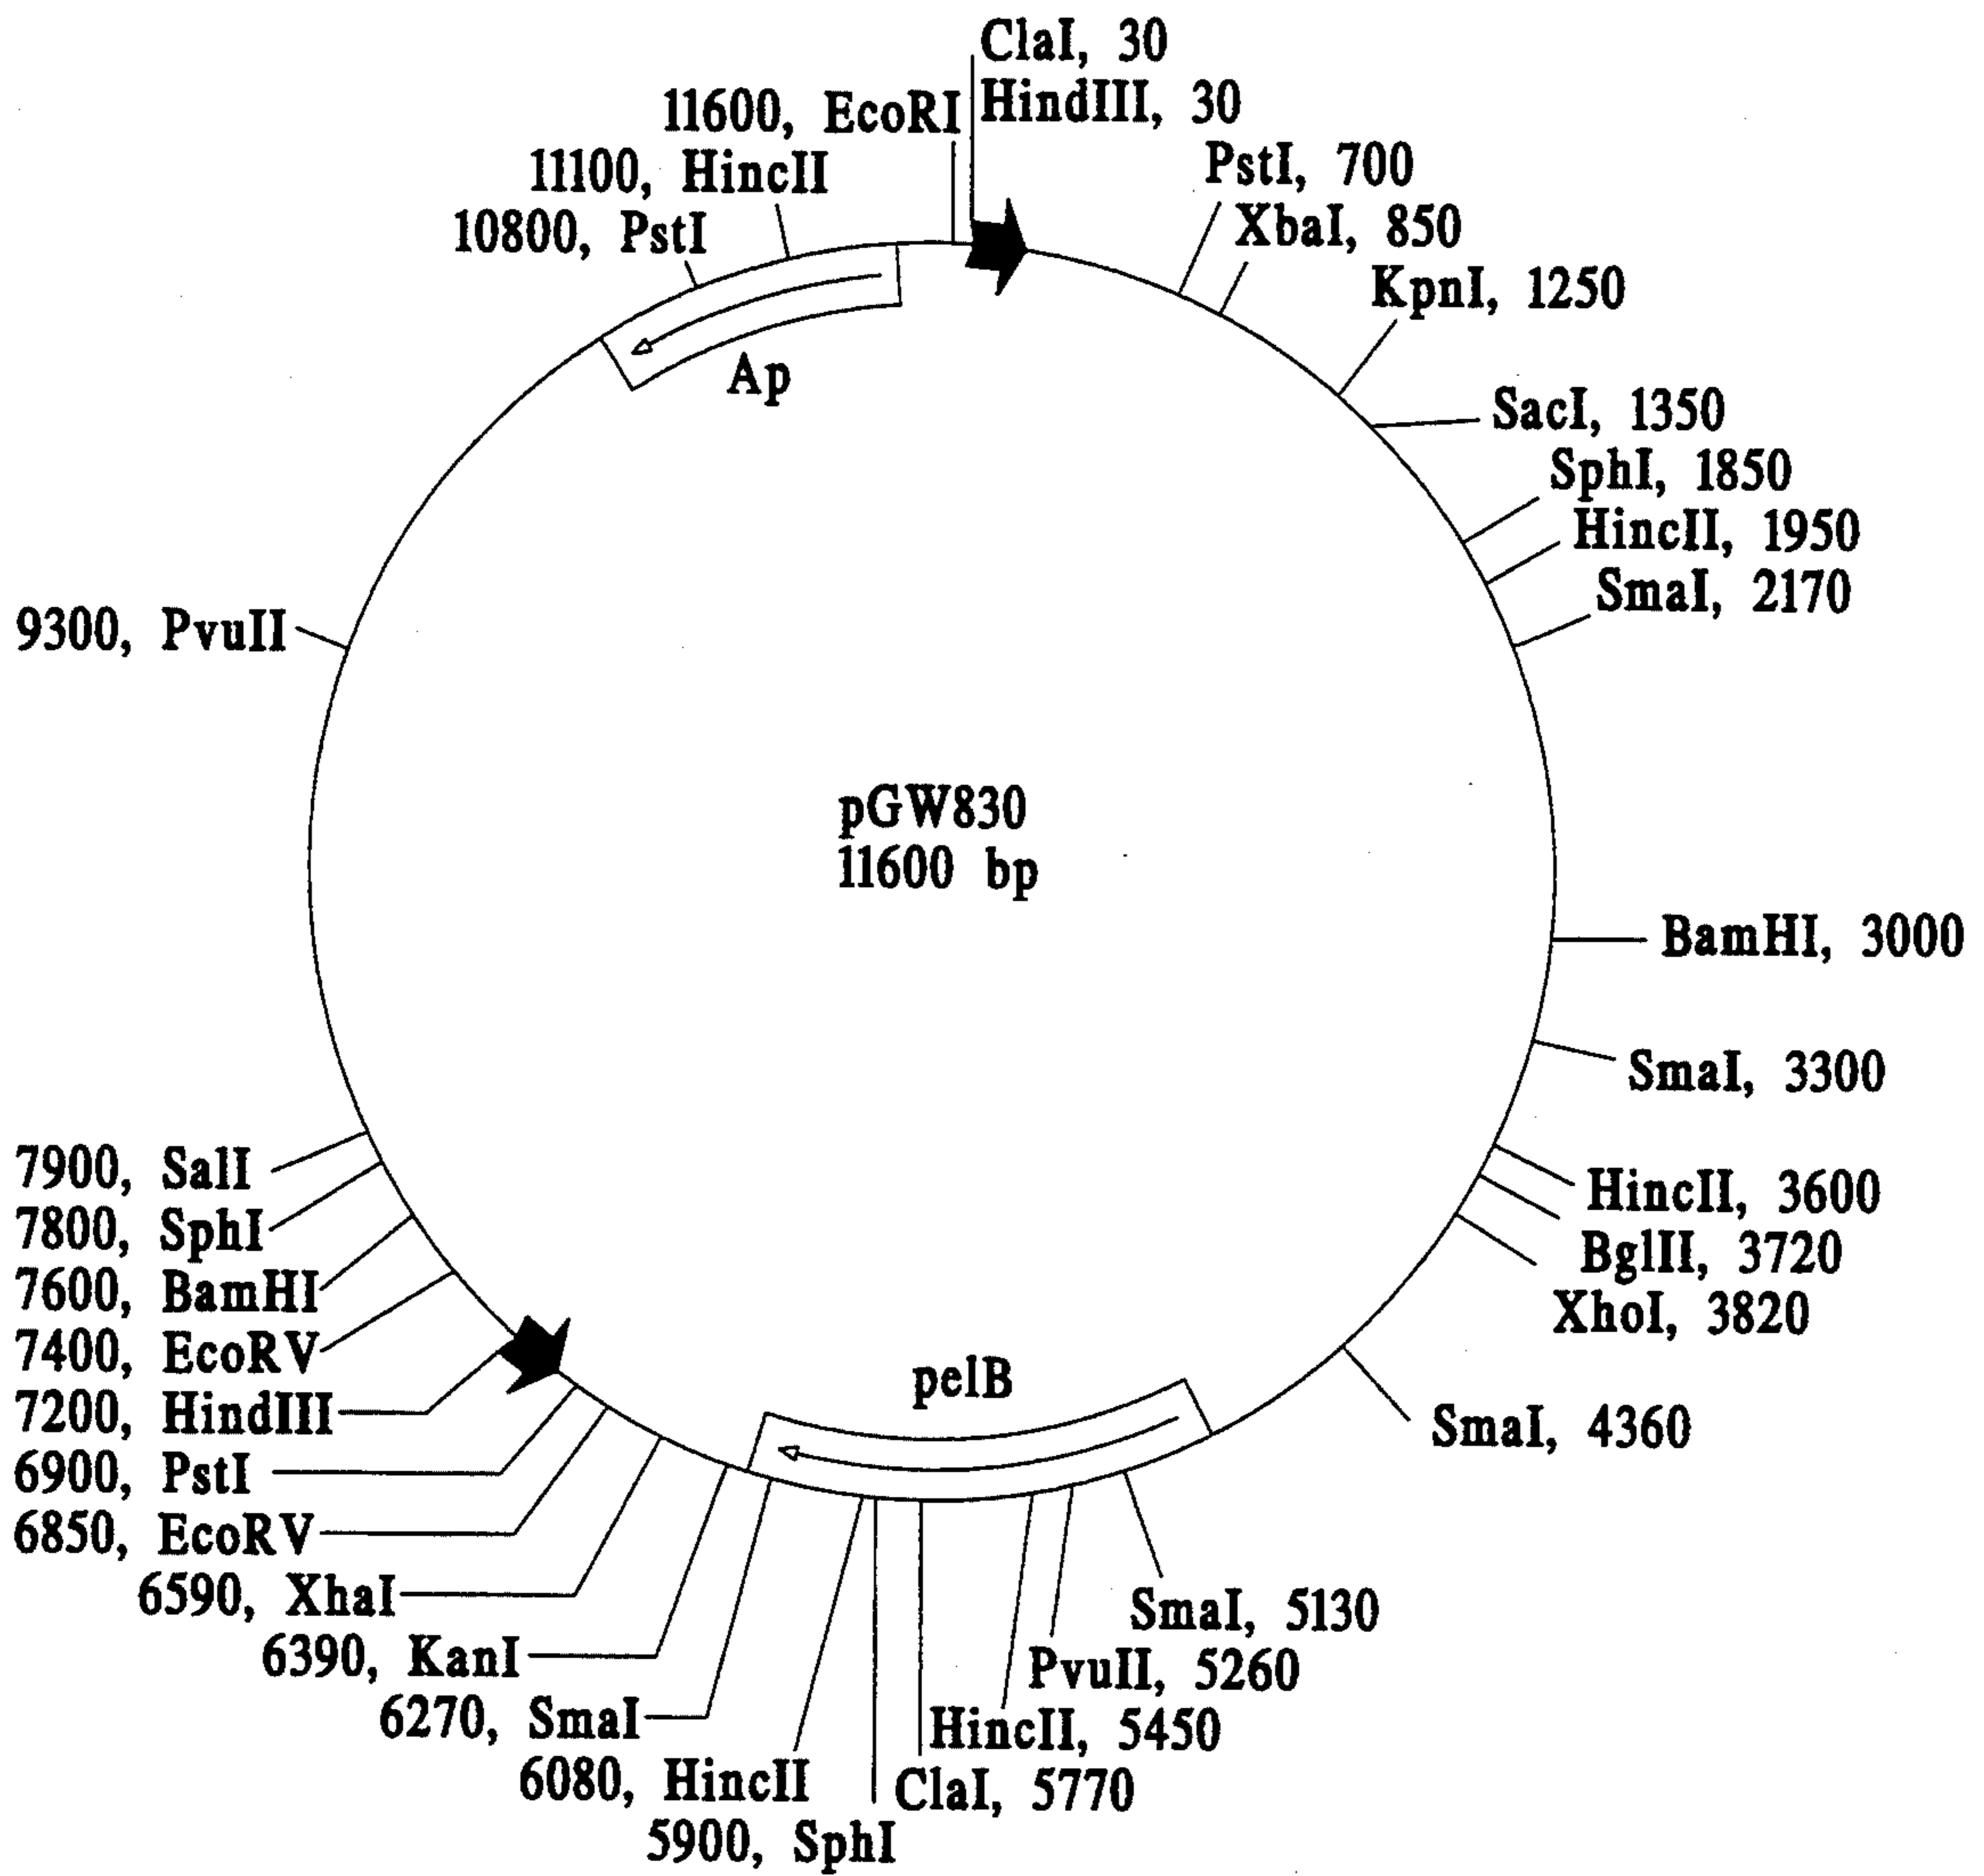 ClaI, 30
HindIII, 30
11600, EcoRI
11100, HincII
10800, PstI
PstI, 700
XbaI, 850
KpnI, 1250
SacI, 1350
SphI, 1850
HincII, 1950
SmaI, 2170
Ap
9300, PvuII
pGW830
11600 bp
BamHI, 3000
SmaI, 3300
HincII, 3600
BglII, 3720
XhoI, 3820
SmaI, 4360
pelB
7900, SalI
7800, SphI
7600, BamHI
7400, EcoRV
7200, HindIII
6900, PstI
6850, EcoRV
6590, XhaI
6390, KanI
6270, SmaI
6080, HincII
5900, SphI
SmaI, 5130
PvuII, 5260
HincII, 5450
ClaI, 5770